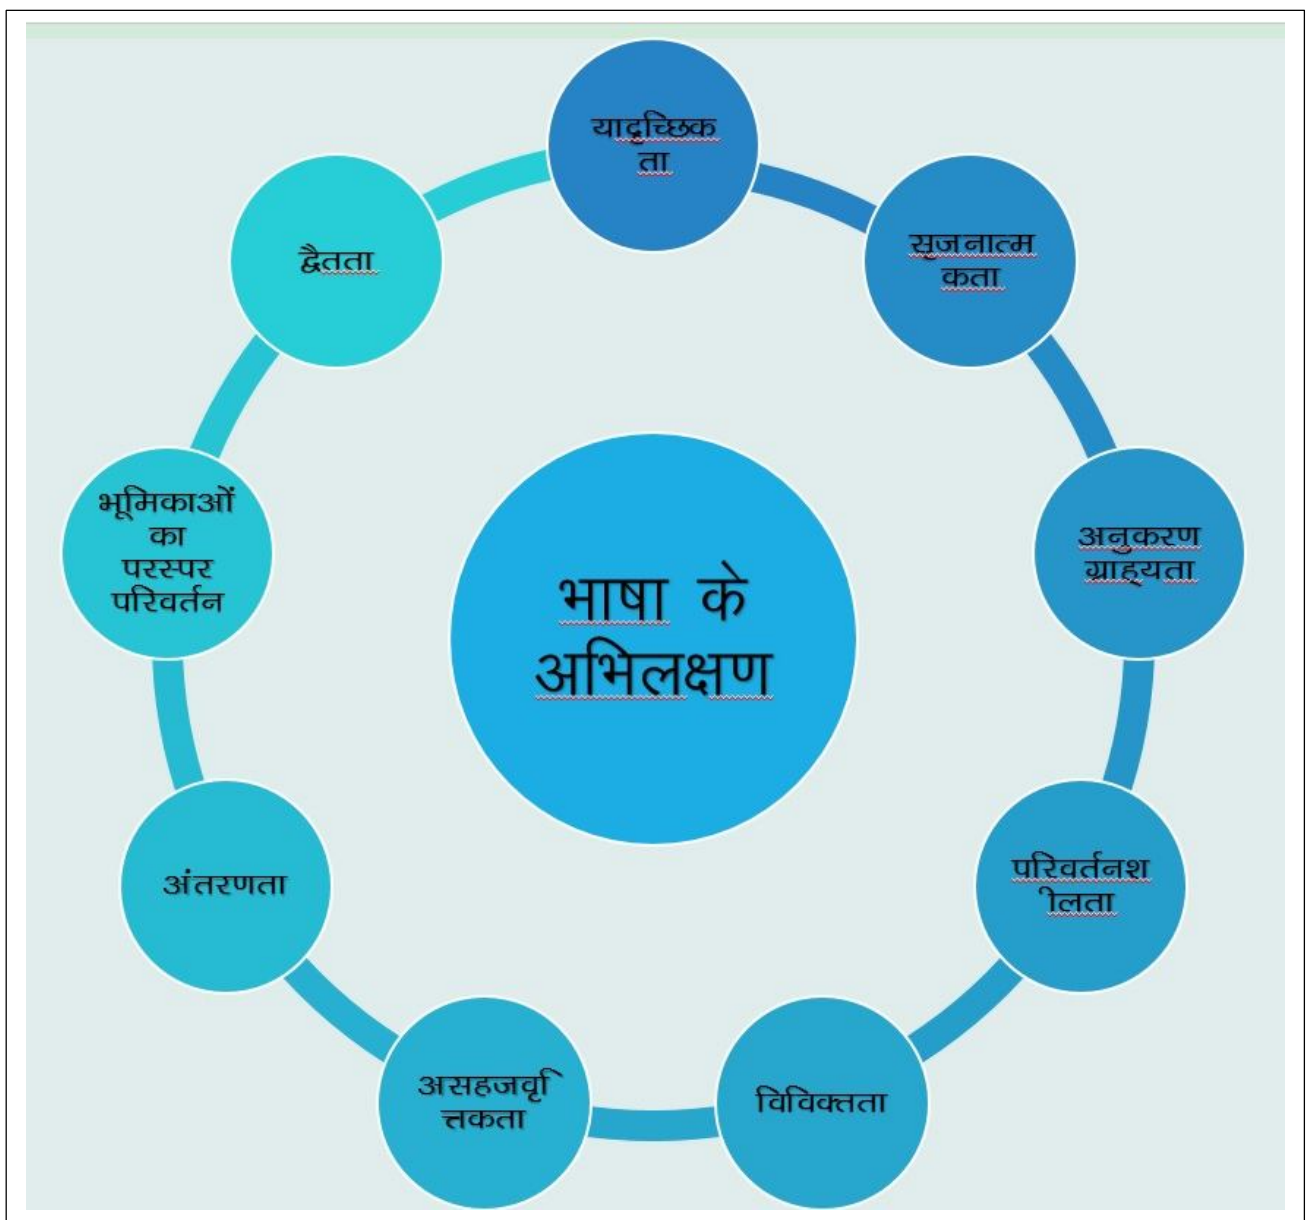 यादृच्छिक
ता
सृजनात्म
कता
अनुकरण
ग्राह्यता
परिवर्तनश
ीलता
विविक्तता
असहजवृि
त्तकता
अंतरणता
भूमिकाओं
का
परस्पर
परिवर्तन
द्वैतता
भाषा के
अभिलक्षण